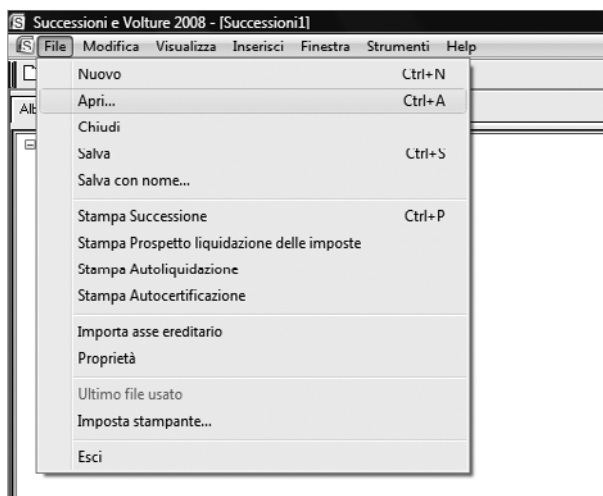 Successioni e Volture 2008 - [Successioni1]
File Modifica Visualizza Inserisci Finestra Strumenti Help
Nuovo Ctrl+N
Apri... Ctrl+A
Chiudi
Salva Ctrl+S
Salva con nome...
Stampa Successione Ctrl+P
Stampa Prospetto liquidazione delle imposte
Stampa Autoliquidazione
Stampa Autocertificazione
Importa asse ereditario
Proprietà
Ultimo file usato
Imposta stampante...
Esci